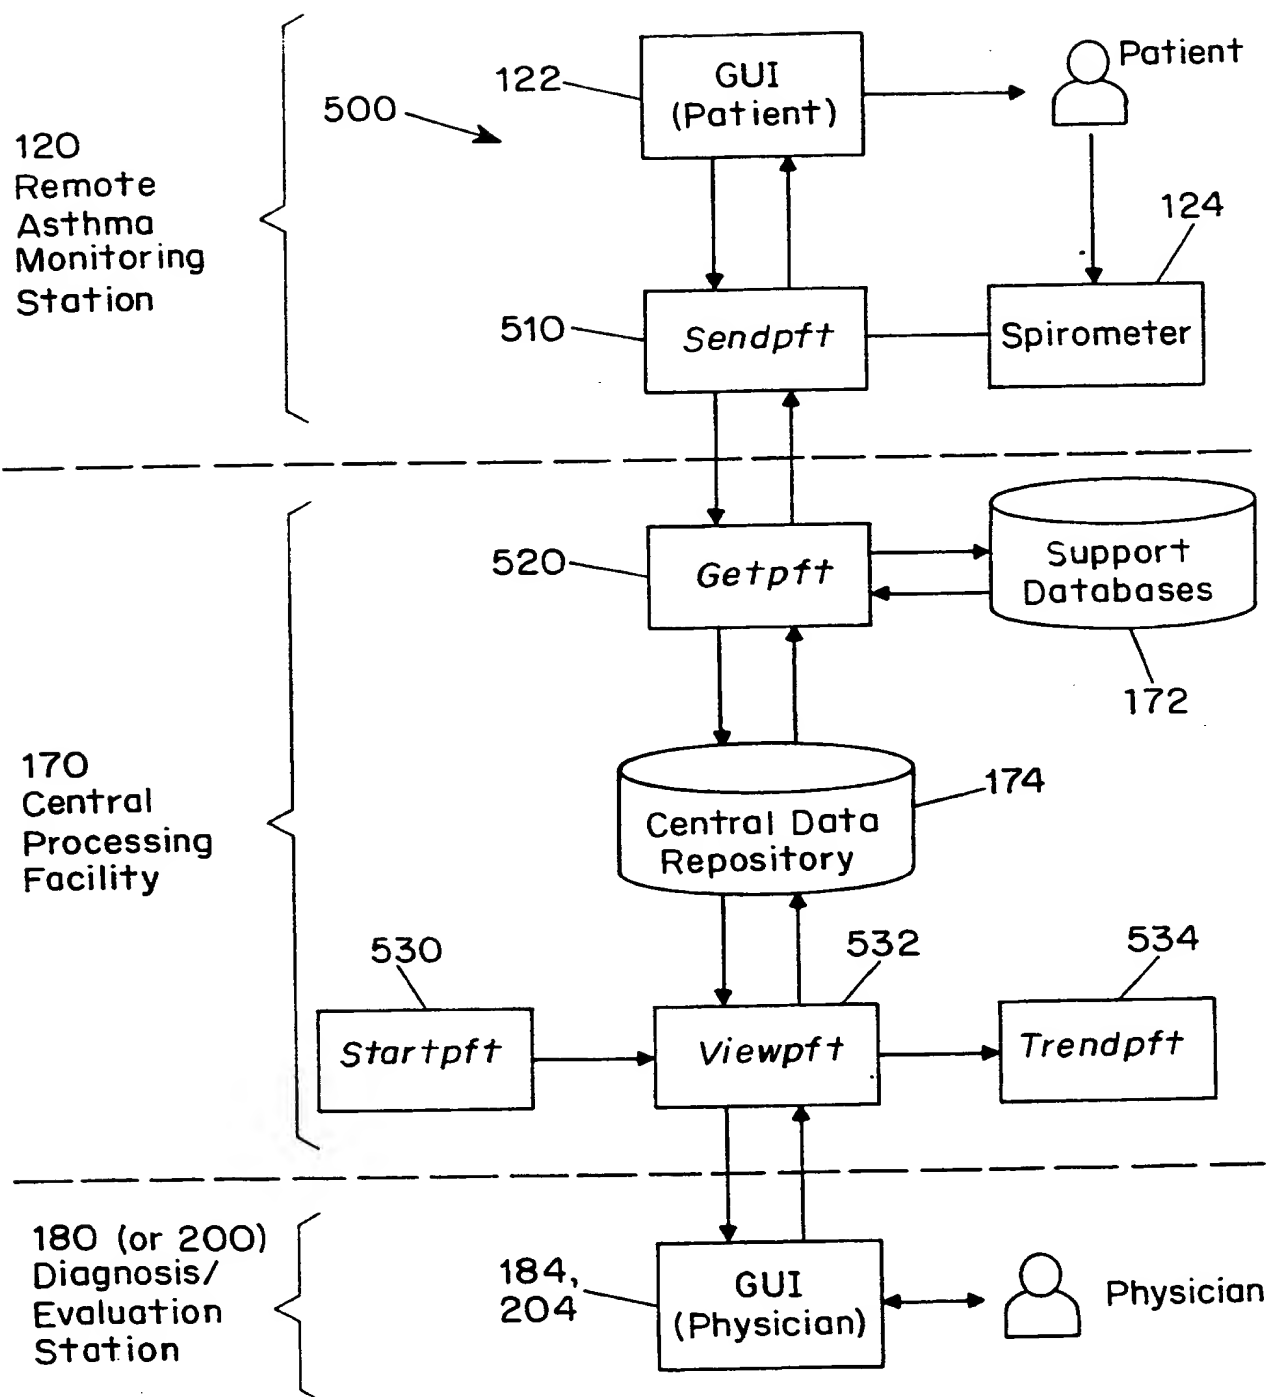 GUI
(Patient)
Patient
122
500
120
Remote
Asthma
Monitoring
Station
124
510
Sendpft
Spirometer
520
Getpft
Support
Databases
172
170
Central
Processing
Facility
174
Central Data
Repository
530
532
534
Startpft
Viewpft
Trendpft
180 (or 200)
Diagnosis/
Evaluation
Station
184,
204
GUI
(Physician)
Physician